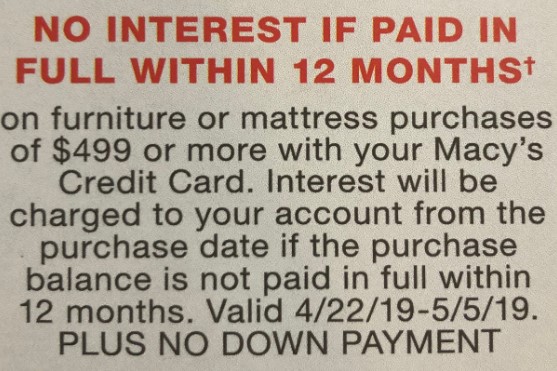 NO INTEREST IF PAID IN
FULL WITHIN 12 MONTHS†
on furniture or mattress purchases
of $499 or more with your Macy's
Credit Card. Interest will be
charged to your account from the
purchase date if the purchase
balance is not paid in full within
12 months. Valid 4/22/19-5/5/19.
PLUS NO DOWN PAYMENT